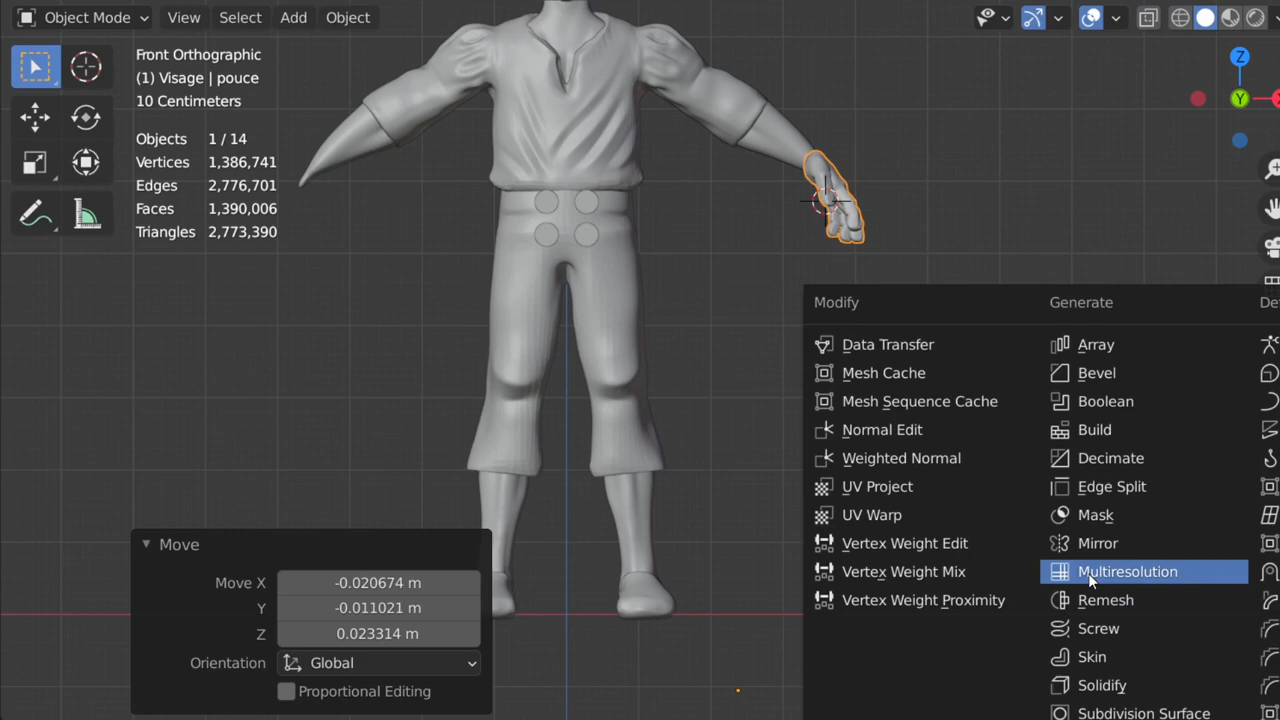 Object Mode View Select Add Object
Front Orthographic
(1) Visage | pouce
10 Centimeters
Objects 1 / 14
Vertices 1,386,741
Edges 2,776,701
Faces 1,390,006
Triangles 2,773,390
Z
Y
X
Modify
Data Transfer
Mesh Cache
Mesh Sequence Cache
Normal Edit
Weighted Normal
UV Project
UV Warp
Vertex Weight Edit
Vertex Weight Mix
Vertex Weight Proximity
Generate
Array
Bevel
Boolean
Build
Decimate
Edge Split
Mask
Mirror
Multiresolution
Remesh
Screw
Skin
Solidify
Subdivision Surface
De
Move
Move X -0.020674 m
Y -0.011021 m
Z 0.023314 m
Orientation Global
Proportional Editing